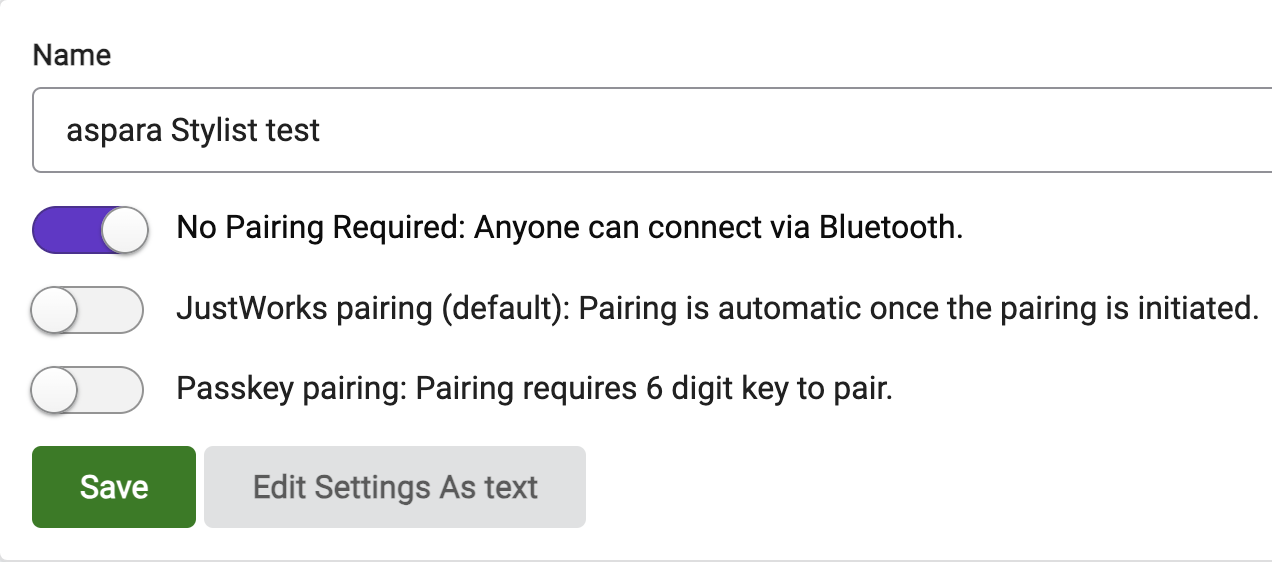 Name
aspara Stylist test
No Pairing Required: Anyone can connect via Bluetooth.
JustWorks pairing (default): Pairing is automatic once the pairing is initiated.
Passkey pairing: Pairing requires 6 digit key to pair.
Save
Edit Settings As text